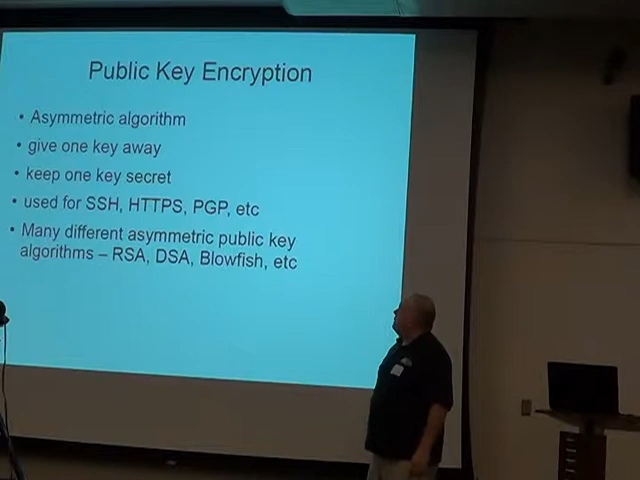 Public Key Encryption
• Asymmetric algorithm
• give one key away
• keep one key secret
• used for SSH, HTTPS, PGP, etc
• Many different asymmetric public key
algorithms – RSA, DSA, Blowfish, etc